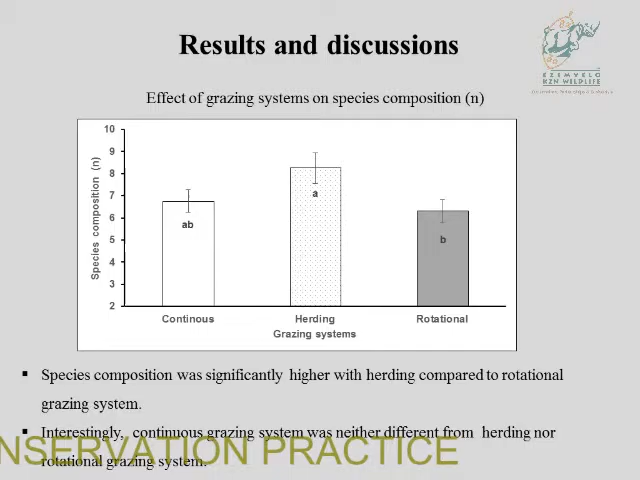 Results and discussions
EZEMVELO
KZN WILDLIFE
Effect of grazing systems on species composition (n)
10
9
8
7
6
5
4
3
2
Species composition (n)
ab
a
b
Continous
Herding
Rotational
Grazing systems
▪ Species composition was significantly higher with herding compared to rotational
grazing system.
▪ Interestingly, continuous grazing system was neither different from herding nor
rotational grazing system.
NSERVATION PRACTICE